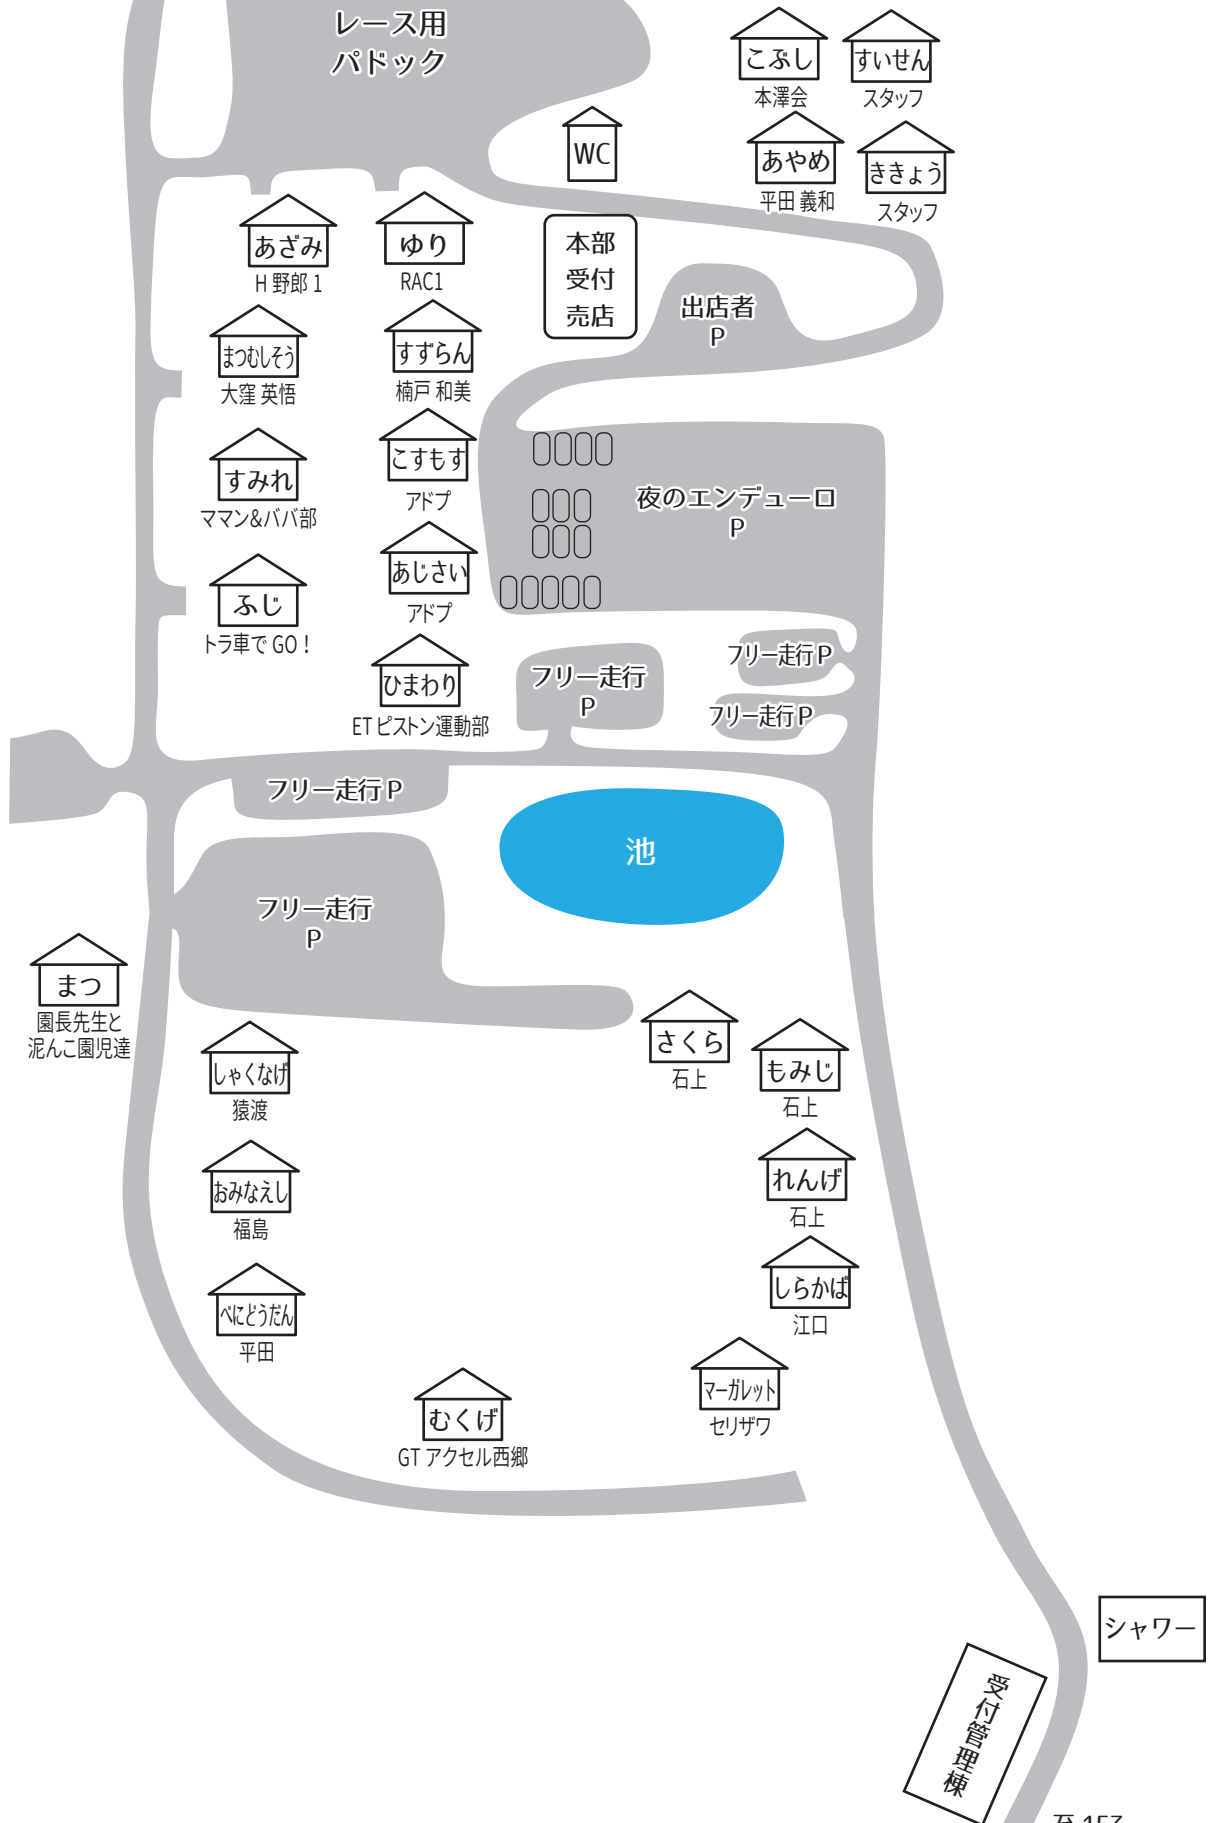 レース用
パドック
こぶし
本澤会
すいせん
スタッフ
WC
あやめ
平田 義和
ききょう
スタッフ
あざみ
H 野郎 1
ゆり
RAC1
本部
受付
売店
出店者
P
まつむしそう
大窪 英悟
すずらん
楠戸 和美
こすもす
アドプ
すみれ
ママン&ババ部
夜のエンデューロ
P
あじさい
アドプ
ふじ
トラ車で GO！
ひまわり
ET ピストン運動部
フリー走行
P
フリー走行 P
フリー走行 P
フリー走行 P
池
フリー走行
P
まつ
園長先生と
泥んこ園児達
しゃくなげ
猿渡
さくら
石上
もみじ
石上
おみなえし
福島
れんげ
石上
べにどうだん
平田
しらかば
江口
マーガレット
セリザワ
むくげ
GT アクセル西郷
シャワー
受付管理棟